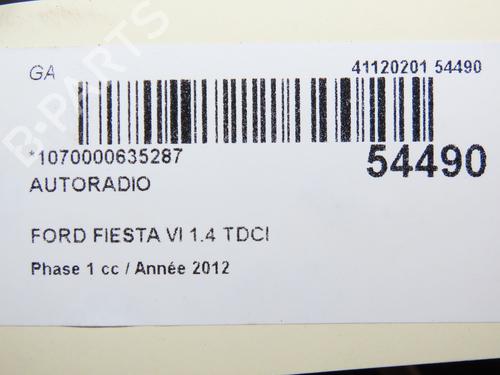 GA
41120201 54490
*1070000635287
54490
AUTORADIO
FORD FIESTA VI 1.4 TDCI
Phase 1 cc / Année 2012
B-PARTS